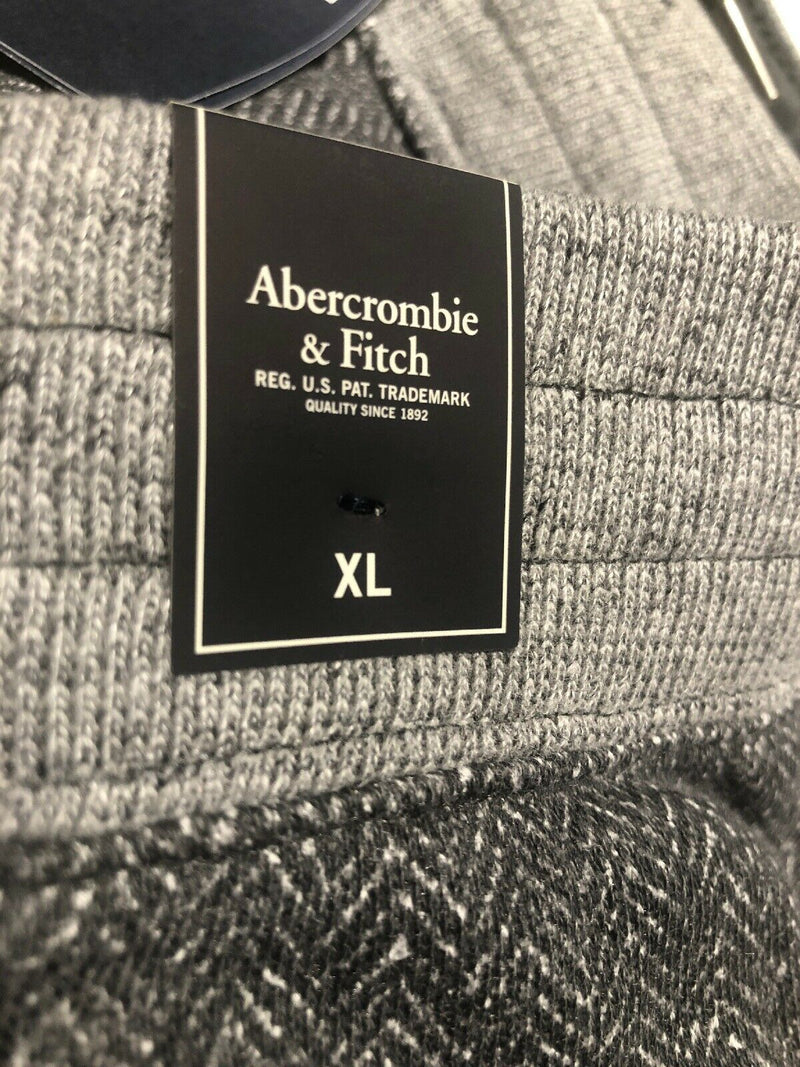 Abercrombie
& Fitch
REG. U.S. PAT. TRADEMARK
QUALITY SINCE 1892
XL